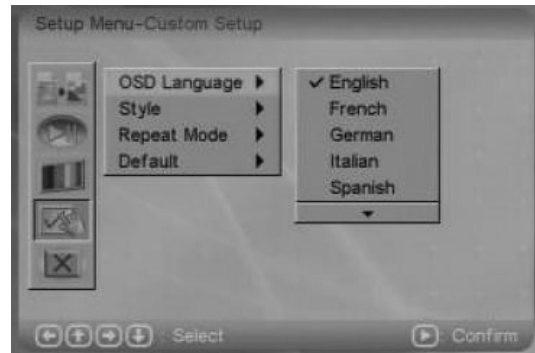 Setup Menu-Custom Setup
OSD Language
Style
Repeat Mode
Default
English
French
German
Italian
Spanish
: Select
: Confirm